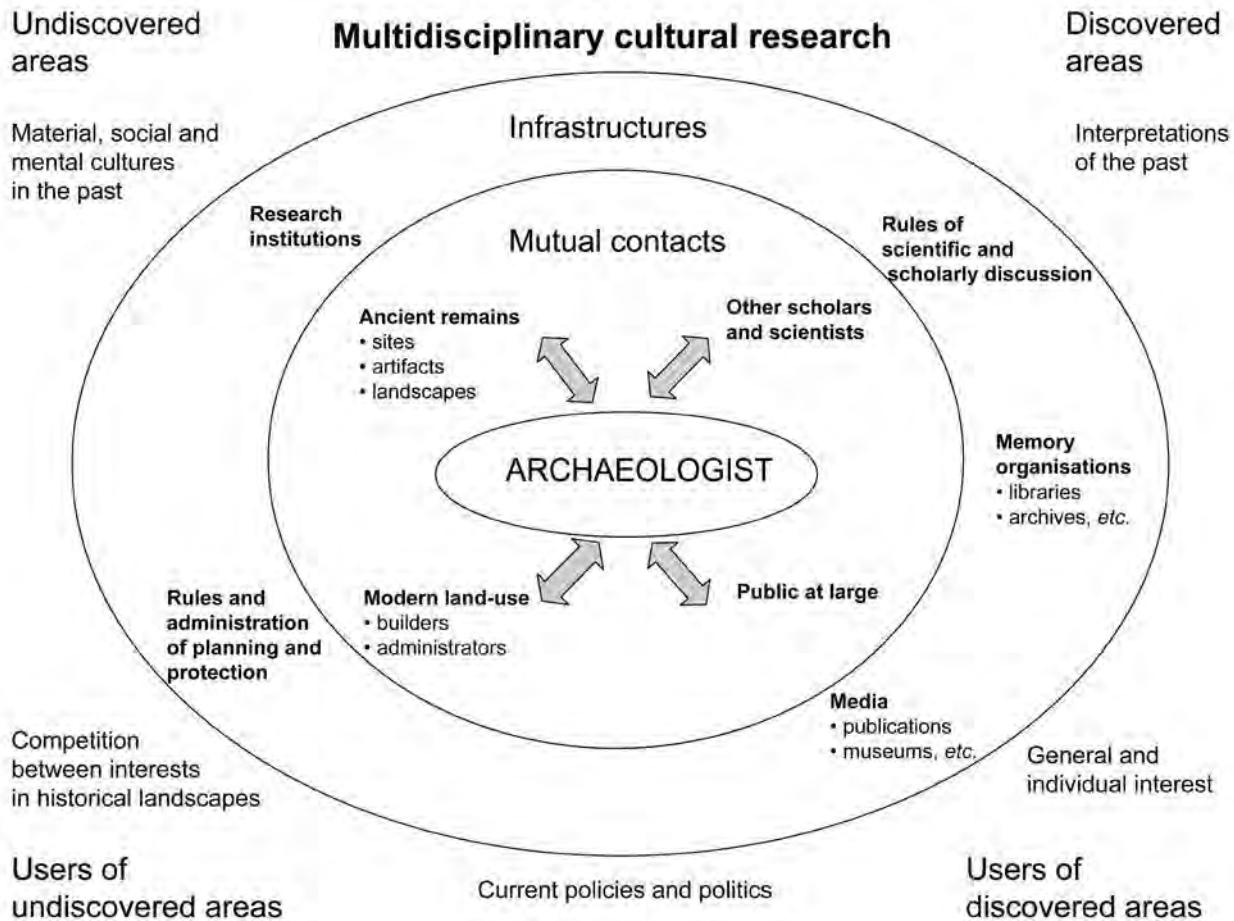 Undiscovered
areas
Multidisciplinary cultural research
Discovered
areas
Material, social and
mental cultures
in the past
Infrastructures
Interpretations
of the past
Research
institutions
Mutual contacts
Rules of
scientific and
scholarly discussion
Ancient remains
• sites
• artifacts
• landscapes
Other scholars
and scientists
ARCHAEOLOGIST
Memory
organisations
• libraries
• archives, etc.
Rules and
administration
of planning and
protection
Modern land-use
• builders
• administrators
Public at large
Media
• publications
• museums, etc.
Competition
between interests
in historical landscapes
General and
individual interest
Users of
undiscovered areas
Current policies and politics
Users of
discovered areas